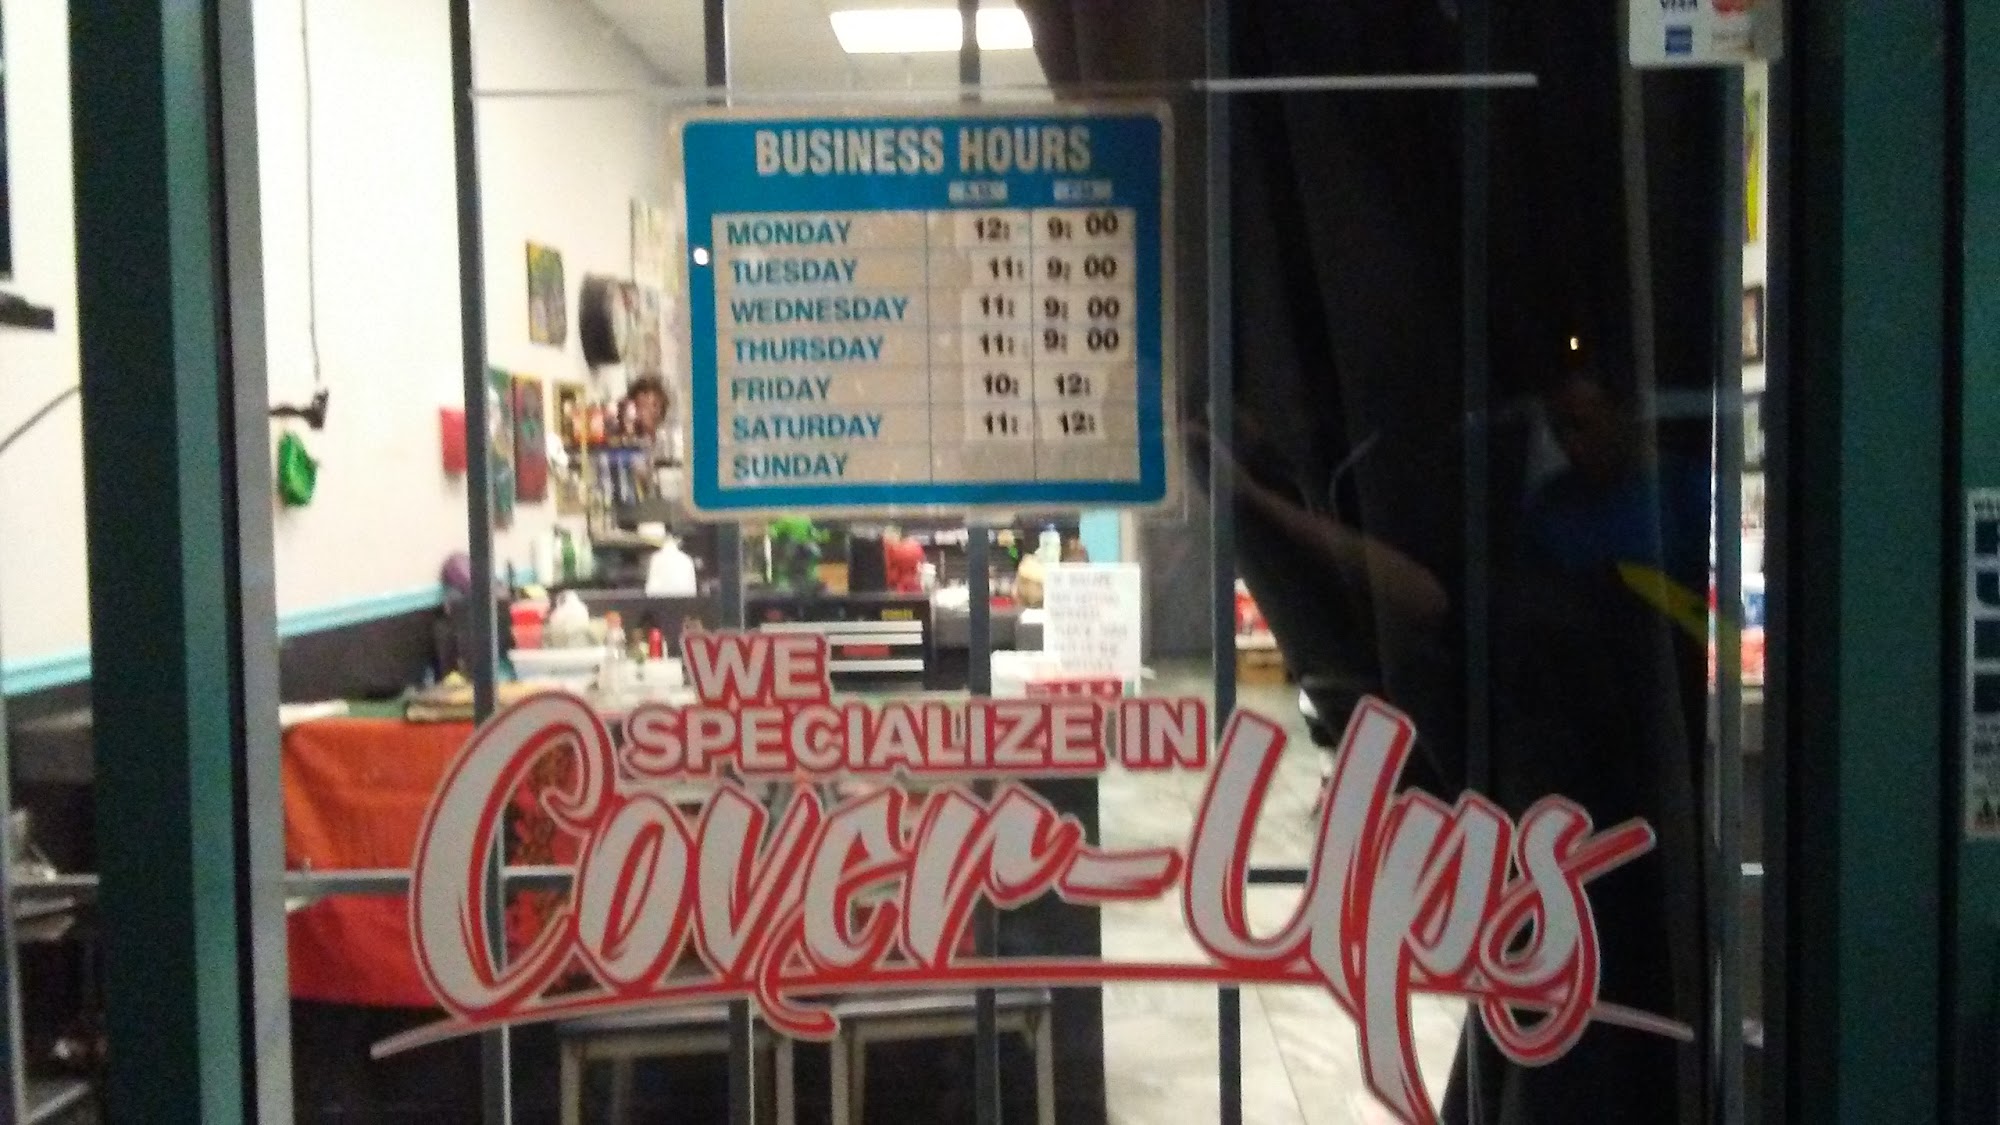 VISA
BUSINESS HOURS
A.M. P.M.
MONDAY 12: 9: 00
TUESDAY 11: 9: 00
WEDNESDAY 11: 9: 00
THURSDAY 11: 9: 00
FRIDAY 10: 12:
SATURDAY 11: 12:
SUNDAY
WE
SPECIALIZE IN
Cover-Ups